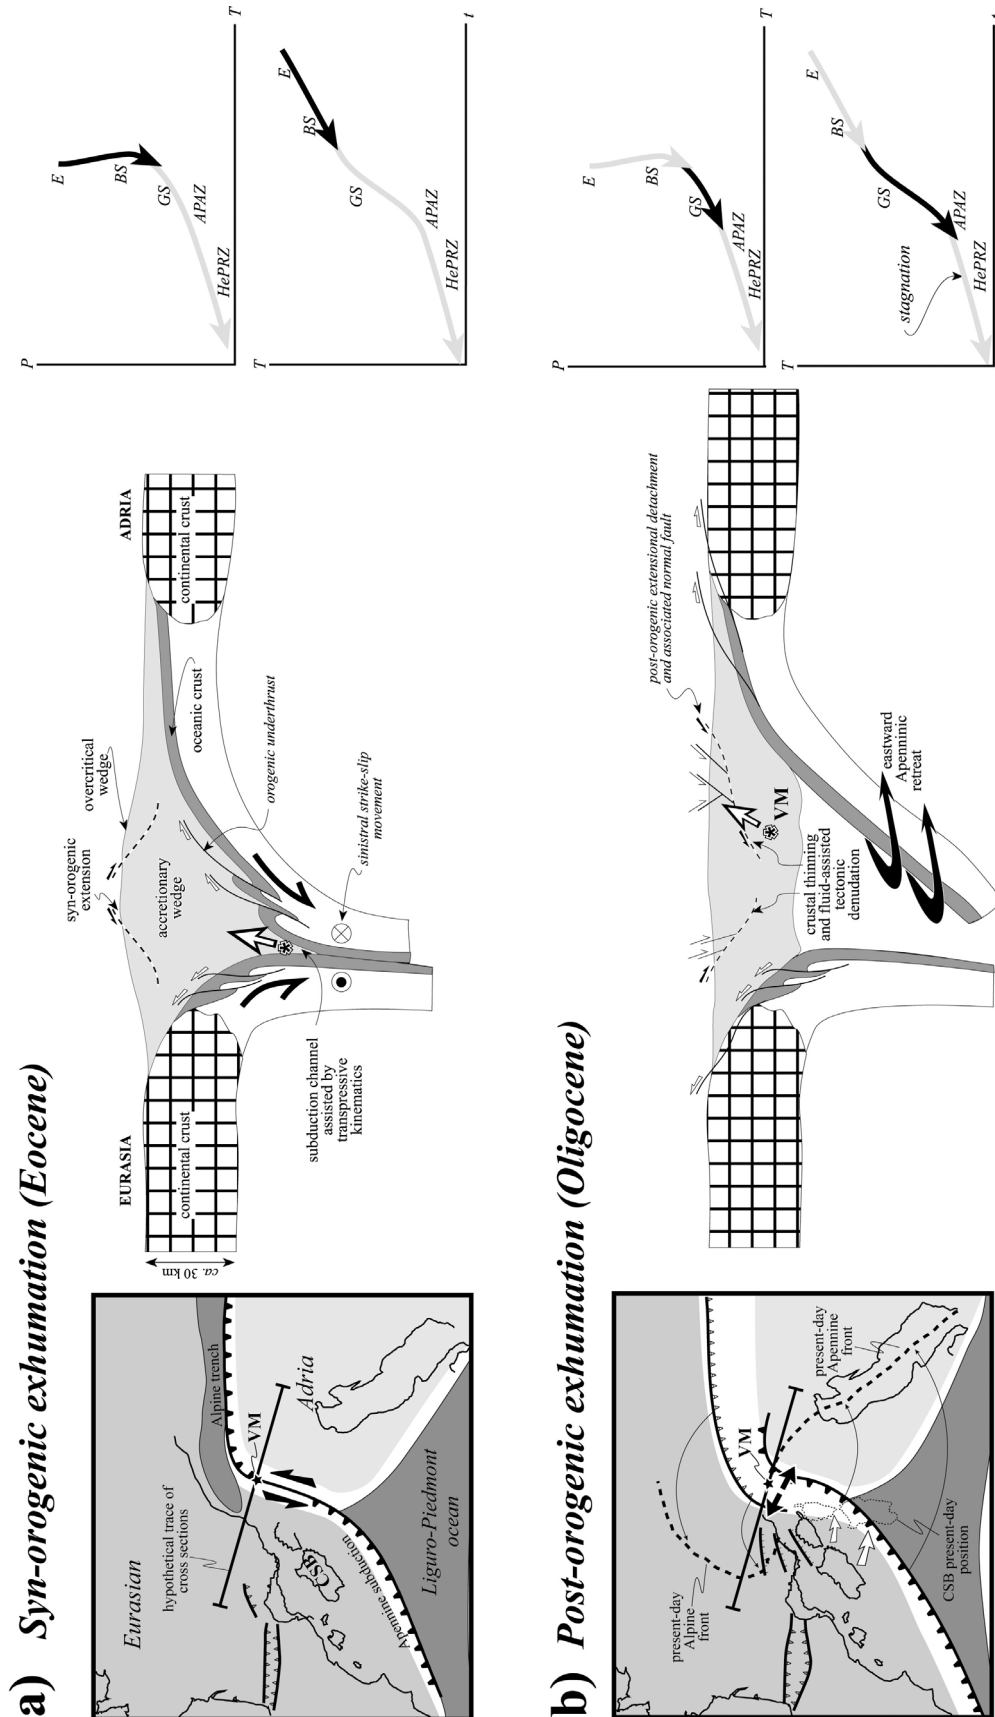 a) Syn-orogenic exhumation (Eocene)
Eurasian
hypothetical trace of
cross sections
Alpine trench
VM
Adria
CSB
Apennine subduction
Liguro-Piedmont
ocean
EURASIA
ca. 30 km
continental crust
syn-orogenic
extension
overcritical
wedge
accretionary
wedge
subduction channel
assisted by
transpressive
kinematics
oceanic crust
orogenic underthrust
sinistral strike-slip
movement
ADRIA
continental crust
P
E
BS
GS
APAZ
HePRZ
T
T
E
BS
GS
APAZ
HePRZ
t
b) Post-orogenic exhumation (Oligocene)
present-day
Alpine
front
VM
present-day
Apennine
front
CSB present-day
position
post-orogenic extensional detachment
and associated normal fault
VM
crustal thinning
and fluid-assisted
tectonic
denudation
eastward
Apenninic
retreat
P
E
BS
GS
APAZ
HePRZ
T
T
E
BS
GS
APAZ
HePRZ
stagnation
t